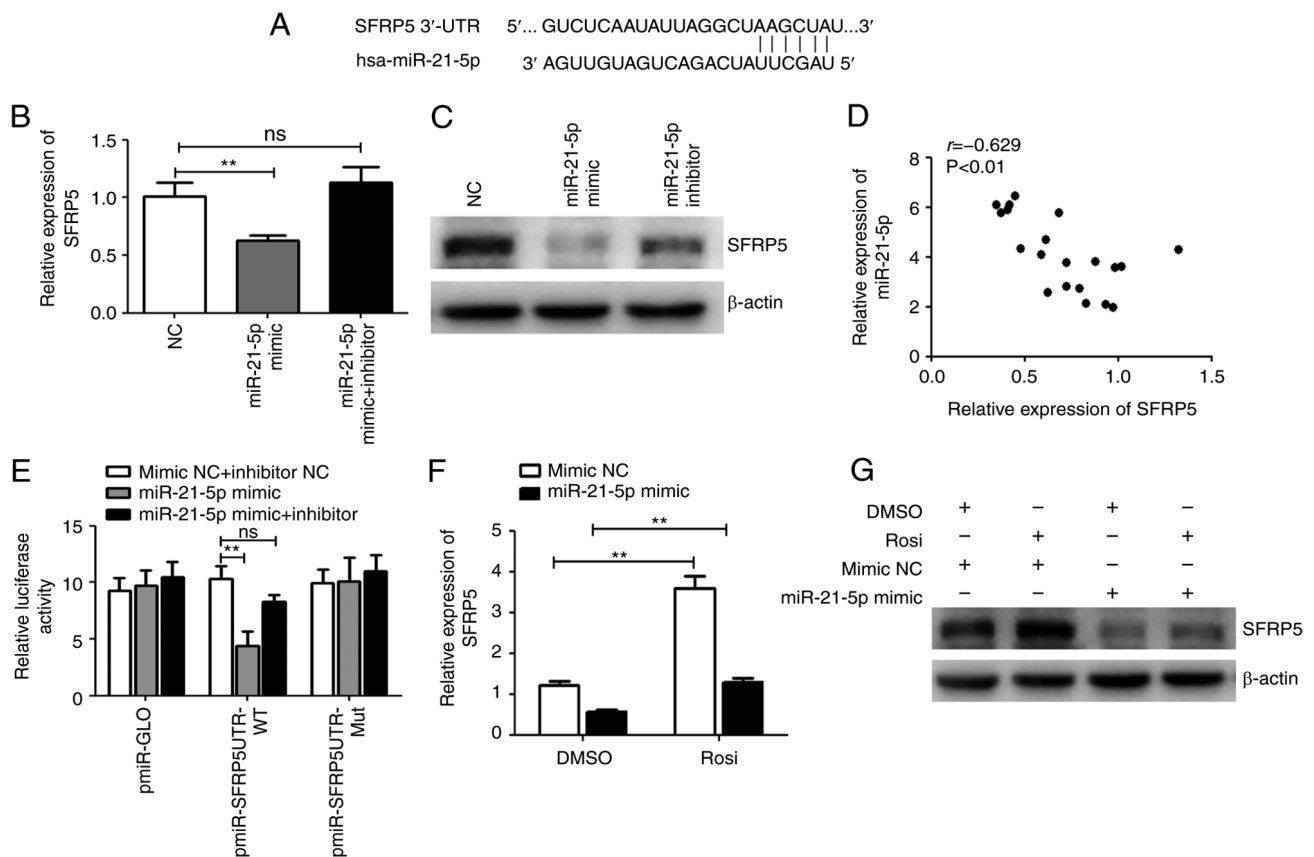 A
SFRP5 3′-UTR 5′... GUCUCAAUAUUAGGCUAAGCUAU...3′
hsa-miR-21-5p 3′ AGUUGUAGUCAGACUAUUCGAU 5′
B
Relative expression of
SFRP5
1.5
1.0
0.5
0.0
ns
**
NC
miR-21-5p
mimic
miR-21-5p
mimic+inhibitor
C
NC
miR-21-5p
mimic
miR-21-5p
inhibitor
SFRP5
β-actin
D
r=−0.629
P<0.01
Relative expression of
miR-21-5p
8
6
4
2
0
0.0 0.5 1.0 1.5
Relative expression of SFRP5
E
Mimic NC+inhibitor NC
miR-21-5p mimic
miR-21-5p mimic+inhibitor
Relative luciferase
activity
15
10
5
0
ns
**
pmiR-GLO
pmiR-SFRP5UTR-
WT
pmiR-SFRP5UTR-
Mut
F
Mimic NC
miR-21-5p mimic
Relative expression of
SFRP5
5
4
3
2
1
0
**
**
DMSO Rosi
G
DMSO + − + −
Rosi − + − +
Mimic NC + + − −
miR-21-5p mimic − − + +
SFRP5
β-actin